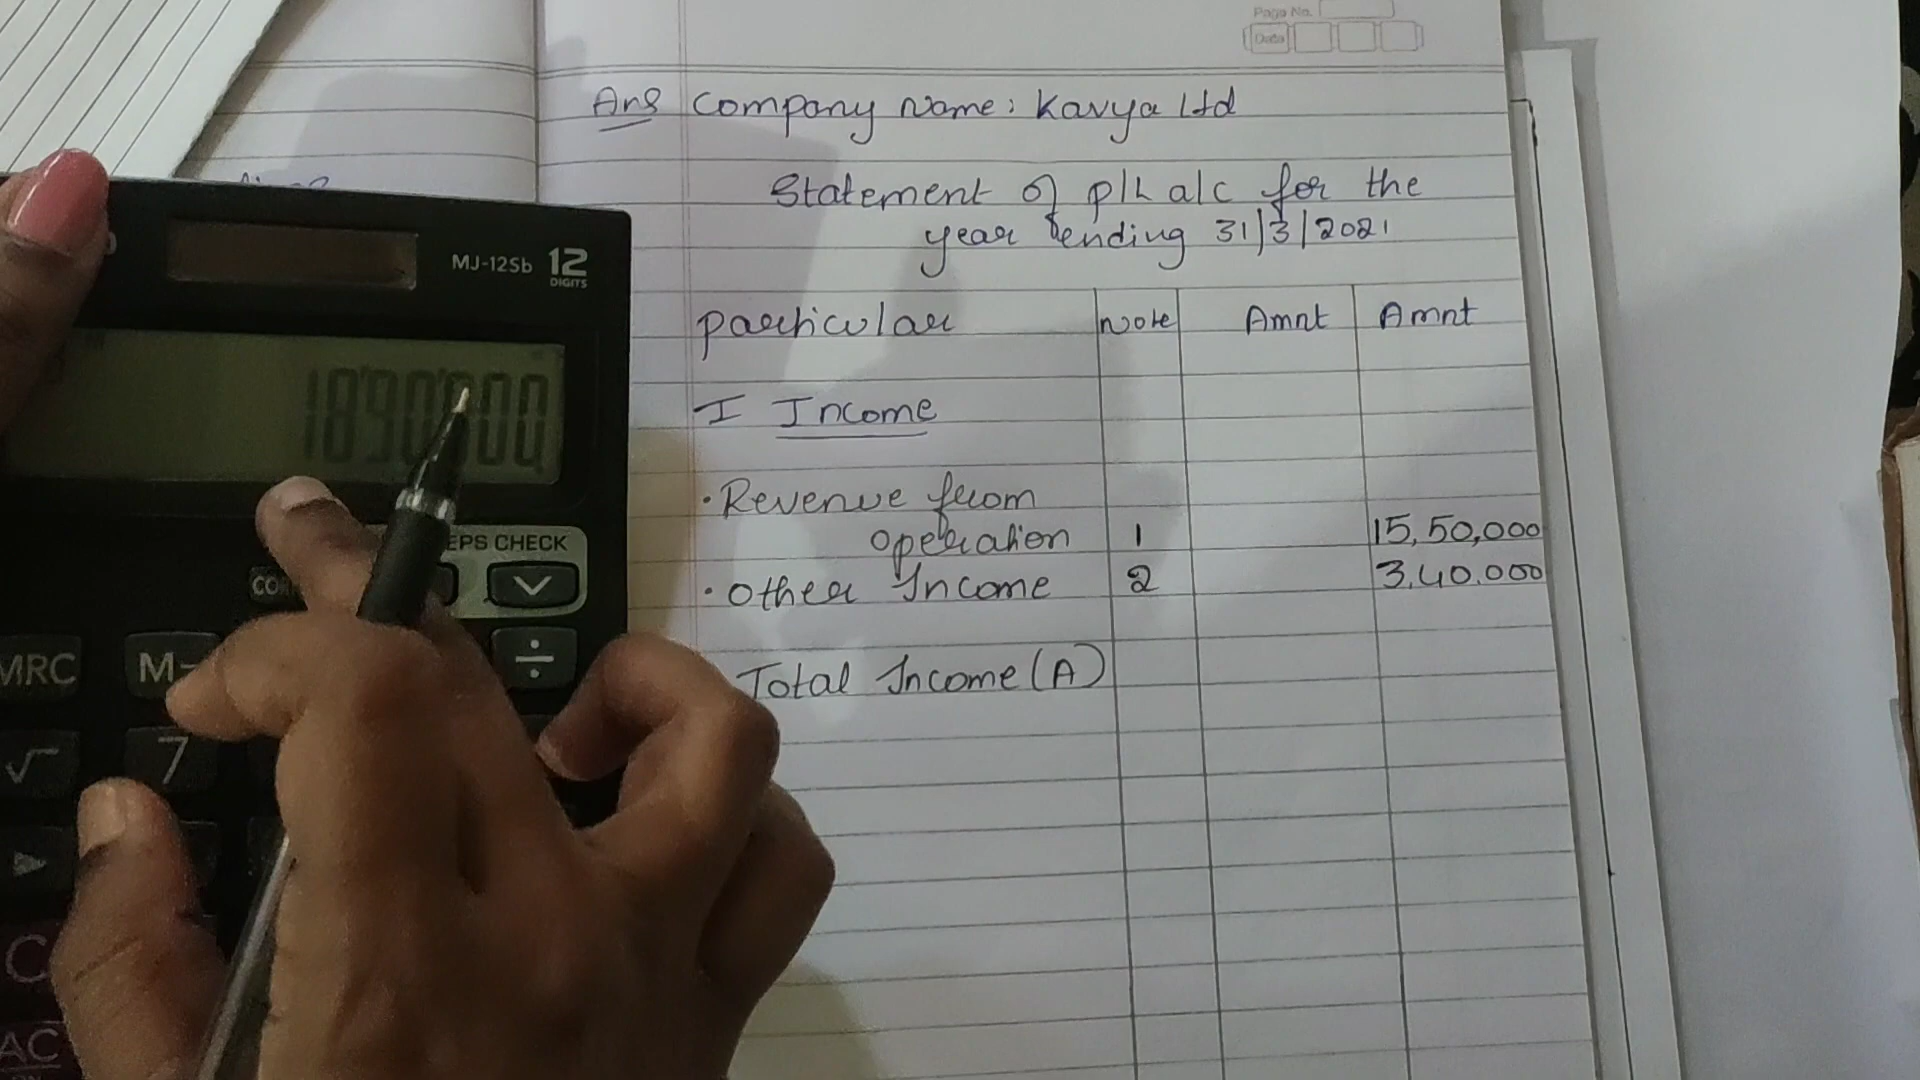 Page No.
Date
Ans Company Name: Kavya Ltd
Statement of P/L a/c for the
year ending 31/3/2021
Particular Note Amnt Amnt
I Income
• Revenue from
operation 1 15,50,000
• Other Income 2 3,40,000
Total Income (A)
MJ-12Sb 12
DIGITS
1890000
EPS CHECK
MRC M-
÷
√ 7
C
AC